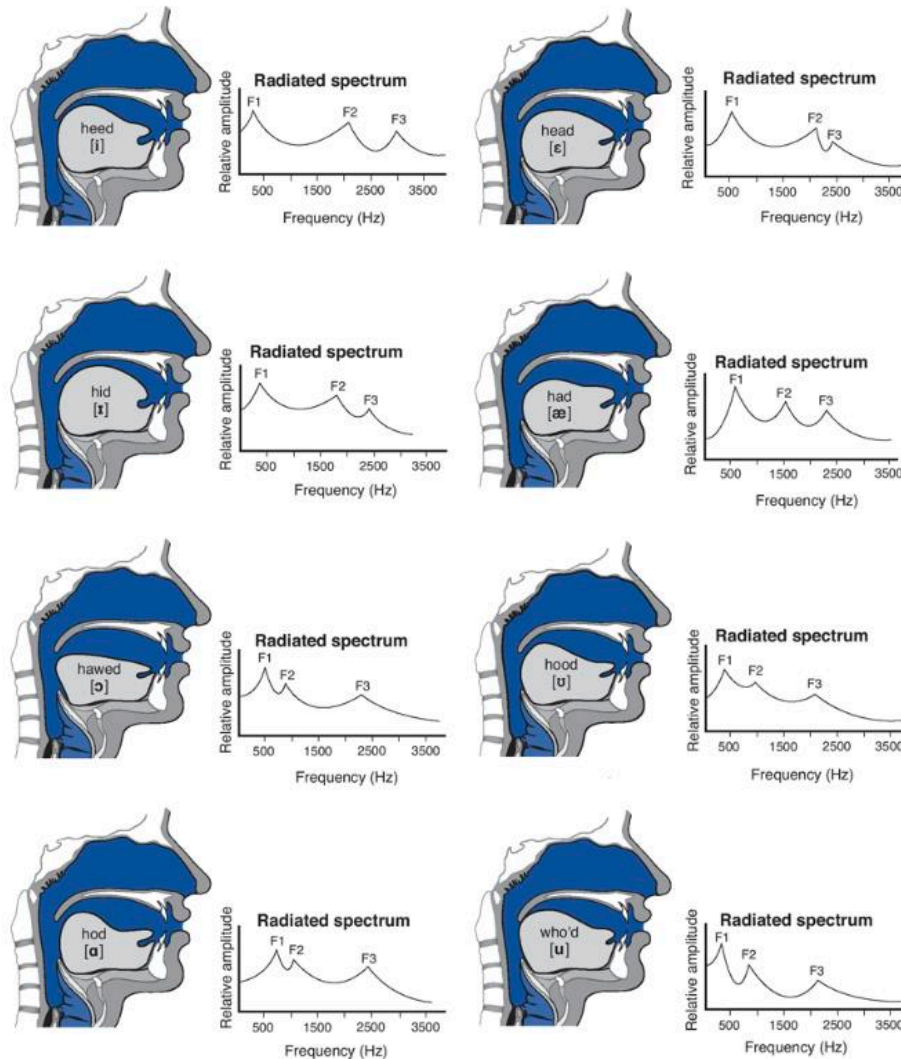 heed
[i]
Radiated spectrum
F1
F2
F3
Relative amplitude
500 1500 2500 3500
Frequency (Hz)
head
[ɛ]
Radiated spectrum
F1
F2
F3
Relative amplitude
500 1500 2500 3500
Frequency (Hz)
hid
[ɪ]
Radiated spectrum
F1
F2
F3
Relative amplitude
500 1500 2500 3500
Frequency (Hz)
had
[æ]
Radiated spectrum
F1
F2
F3
Relative amplitude
500 1500 2500 3500
Frequency (Hz)
hawed
[ɔ]
Radiated spectrum
F1
F2
F3
Relative amplitude
500 1500 2500 3500
Frequency (Hz)
hood
[ʊ]
Radiated spectrum
F1
F2
F3
Relative amplitude
500 1500 2500 3500
Frequency (Hz)
hod
[ɑ]
Radiated spectrum
F1
F2
F3
Relative amplitude
500 1500 2500 3500
Frequency (Hz)
who'd
[u]
Radiated spectrum
F1
F2
F3
Relative amplitude
500 1500 2500 3500
Frequency (Hz)